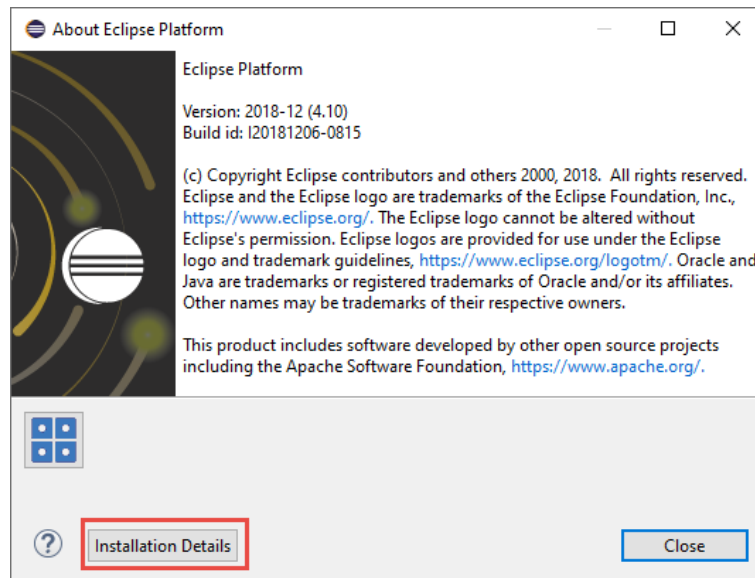 About Eclipse Platform
Eclipse Platform
Version: 2018-12 (4.10)
Build id: I20181206-0815
(c) Copyright Eclipse contributors and others 2000, 2018.  All rights reserved.
Eclipse and the Eclipse logo are trademarks of the Eclipse Foundation, Inc.,
https://www.eclipse.org/. The Eclipse logo cannot be altered without
Eclipse's permission. Eclipse logos are provided for use under the Eclipse
logo and trademark guidelines, https://www.eclipse.org/logotm/. Oracle and
Java are trademarks or registered trademarks of Oracle and/or its affiliates.
Other names may be trademarks of their respective owners.
This product includes software developed by other open source projects
including the Apache Software Foundation, https://www.apache.org/.
?
Installation Details
Close